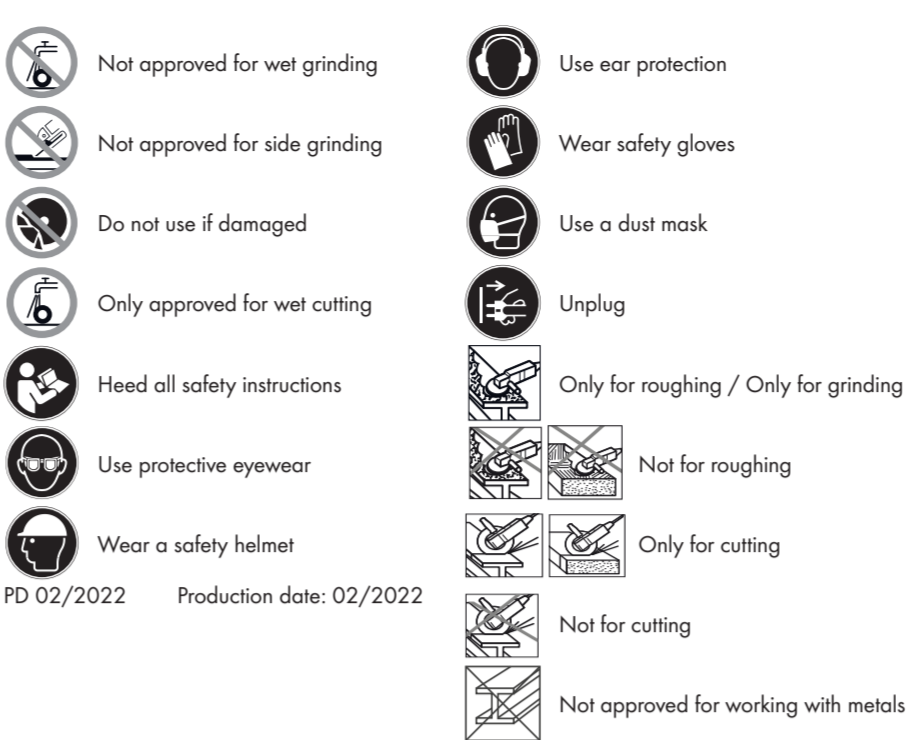 Not approved for wet grinding
Not approved for side grinding
Do not use if damaged
Only approved for wet cutting
Heed all safety instructions
Use protective eyewear
Wear a safety helmet
PD 02/2022 Production date: 02/2022
Use ear protection
Wear safety gloves
Use a dust mask
Unplug
Only for roughing / Only for grinding
Not for roughing
Only for cutting
Not for cutting
Not approved for working with metals